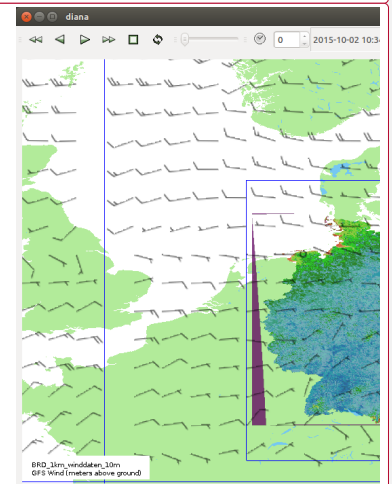 diana
0
2015-10-02 10:3
BRD_1km_winddaten_10m
GFS Wind (meters above ground)